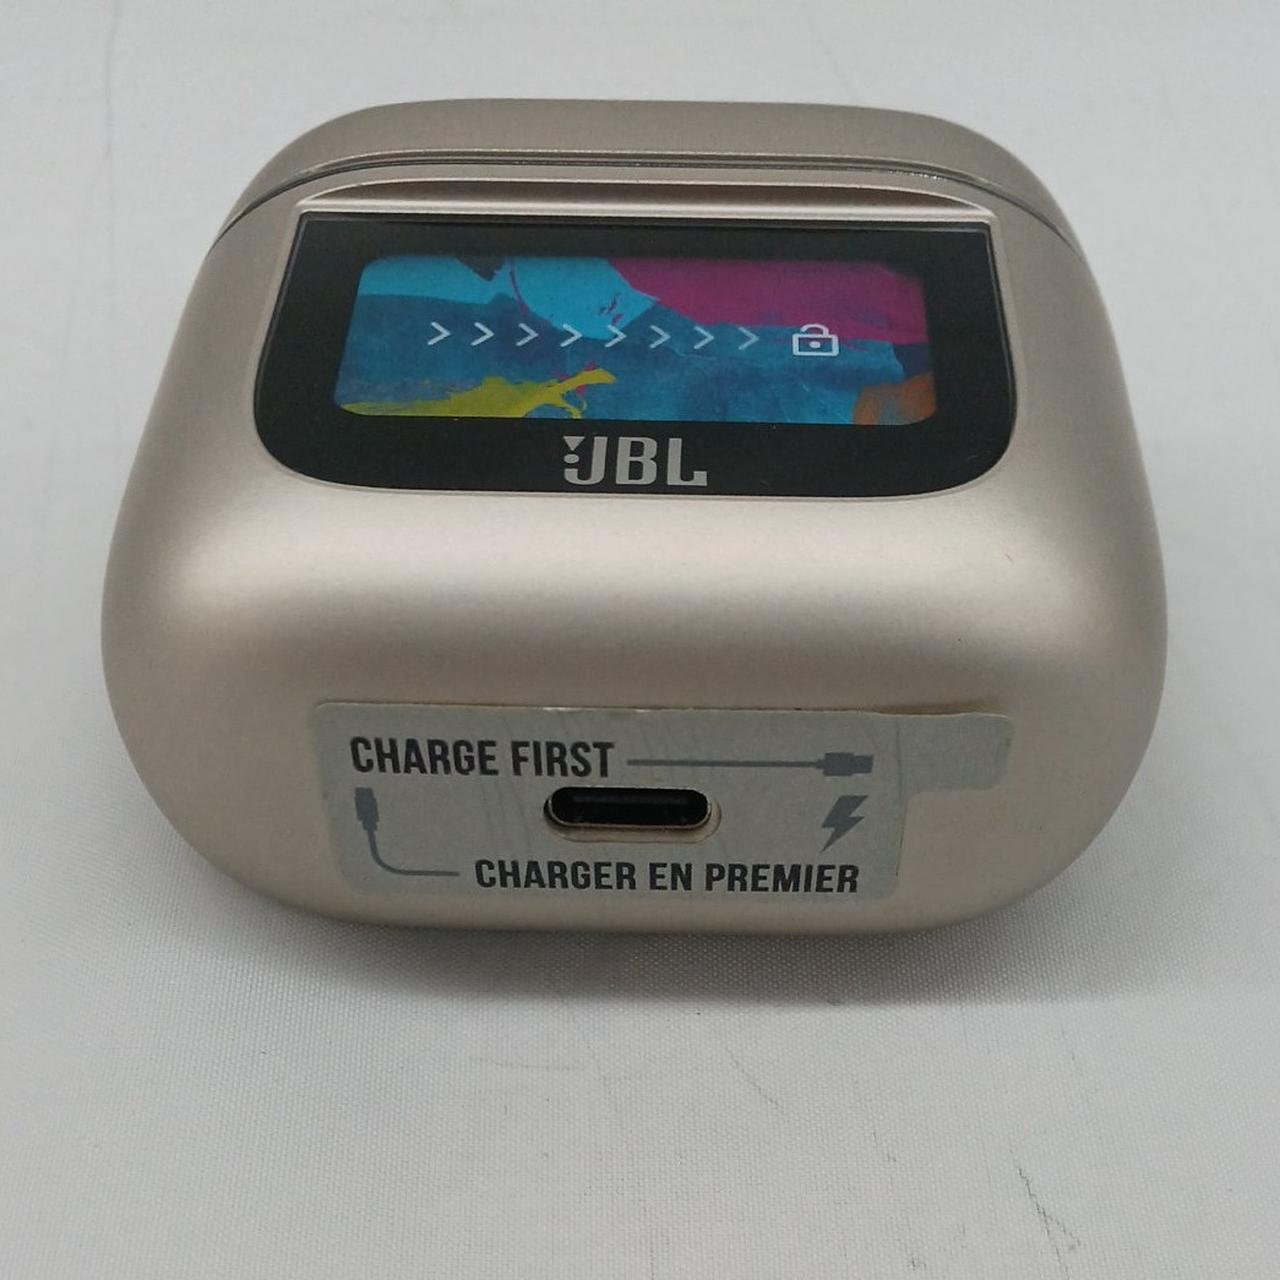 JBL
CHARGE FIRST
CHARGER EN PREMIER